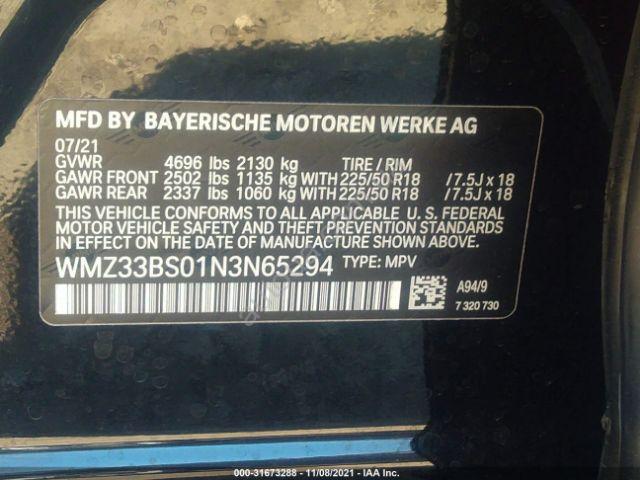 MFD BY BAYERISCHE MOTOREN WERKE AG
07/21
GVWR 4696 lbs 2130 kg TIRE / RIM
GAWR FRONT 2502 lbs 1135 kg WITH 225/50 R18 /7.5J x 18
GAWR REAR 2337 lbs 1060 kg WITH 225/50 R18 /7.5J x 18
THIS VEHICLE CONFORMS TO ALL APPLICABLE U. S. FEDERAL
MOTOR VEHICLE SAFETY AND THEFT PREVENTION STANDARDS
IN EFFECT ON THE DATE OF MANUFACTURE SHOWN ABOVE.
WMZ33BS01N3N65294 TYPE: MPV
A94/9
7 320 730
000-31673288 - 11/08/2021 - IAA Inc.